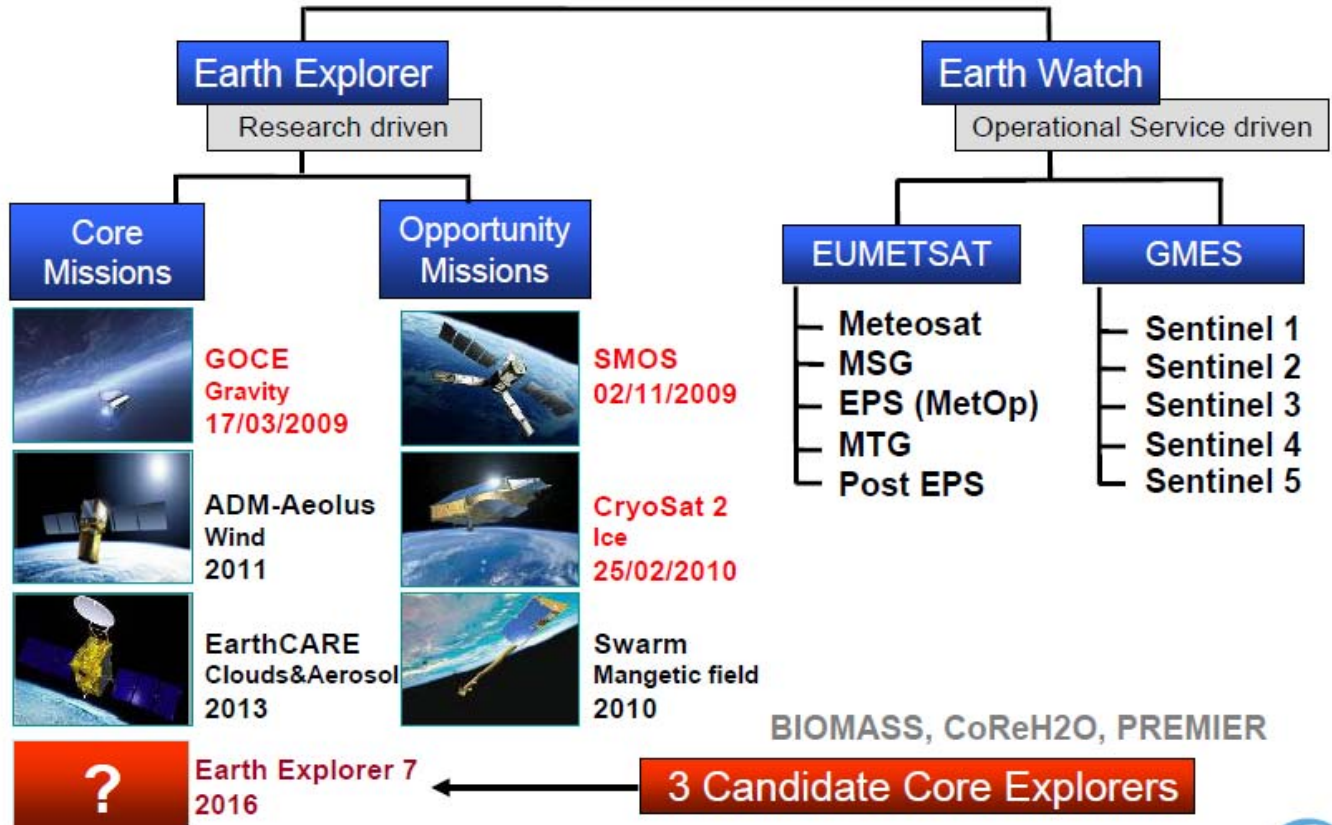 Earth Explorer
Research driven
Earth Watch
Operational Service driven
Core
Missions
Opportunity
Missions
EUMETSAT
GMES
GOCE
Gravity
17/03/2009
SMOS
02/11/2009
Meteosat
MSG
EPS (MetOp)
MTG
Post EPS
Sentinel 1
Sentinel 2
Sentinel 3
Sentinel 4
Sentinel 5
ADM-Aeolus
Wind
2011
CryoSat 2
Ice
25/02/2010
EarthCARE
Clouds&Aerosol
2013
Swarm
Mangetic field
2010
BIOMASS, CoReH2O, PREMIER
?
Earth Explorer 7
2016
3 Candidate Core Explorers